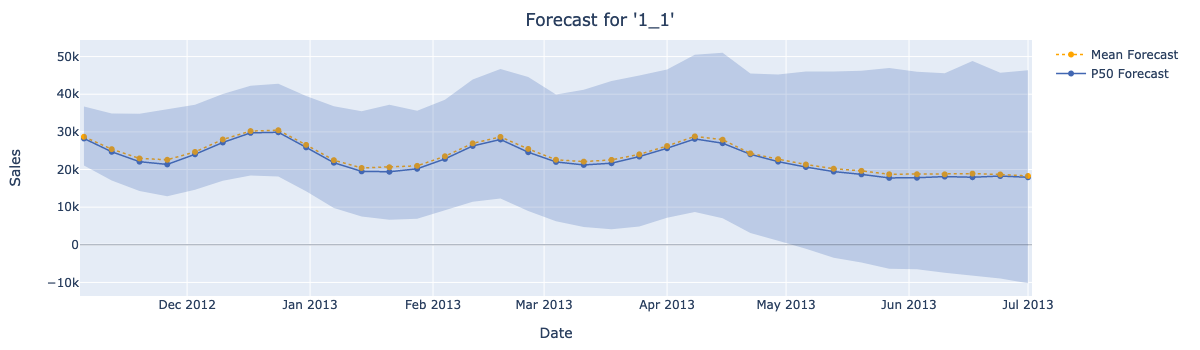 Forecast for '1_1'
Mean Forecast
P50 Forecast
50k
40k
30k
20k
10k
0
−10k
Sales
Dec 2012
Jan 2013
Feb 2013
Mar 2013
Apr 2013
May 2013
Jun 2013
Jul 2013
Date